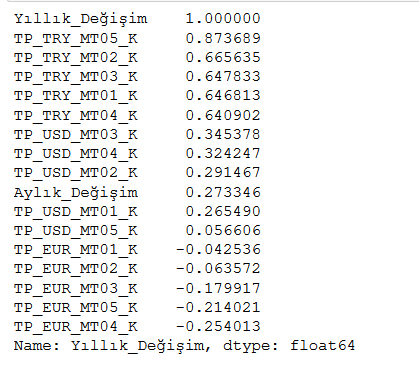 Yıllık_Değişim    1.000000
TP_TRY_MT05_K     0.873689
TP_TRY_MT02_K     0.665635
TP_TRY_MT03_K     0.647833
TP_TRY_MT01_K     0.646813
TP_TRY_MT04_K     0.640902
TP_USD_MT03_K     0.345378
TP_USD_MT04_K     0.324247
TP_USD_MT02_K     0.291467
Aylık_Değişim     0.273346
TP_USD_MT01_K     0.265490
TP_USD_MT05_K     0.056606
TP_EUR_MT01_K    -0.042536
TP_EUR_MT02_K    -0.063572
TP_EUR_MT03_K    -0.179917
TP_EUR_MT05_K    -0.214021
TP_EUR_MT04_K    -0.254013
Name: Yıllık_Değişim, dtype: float64